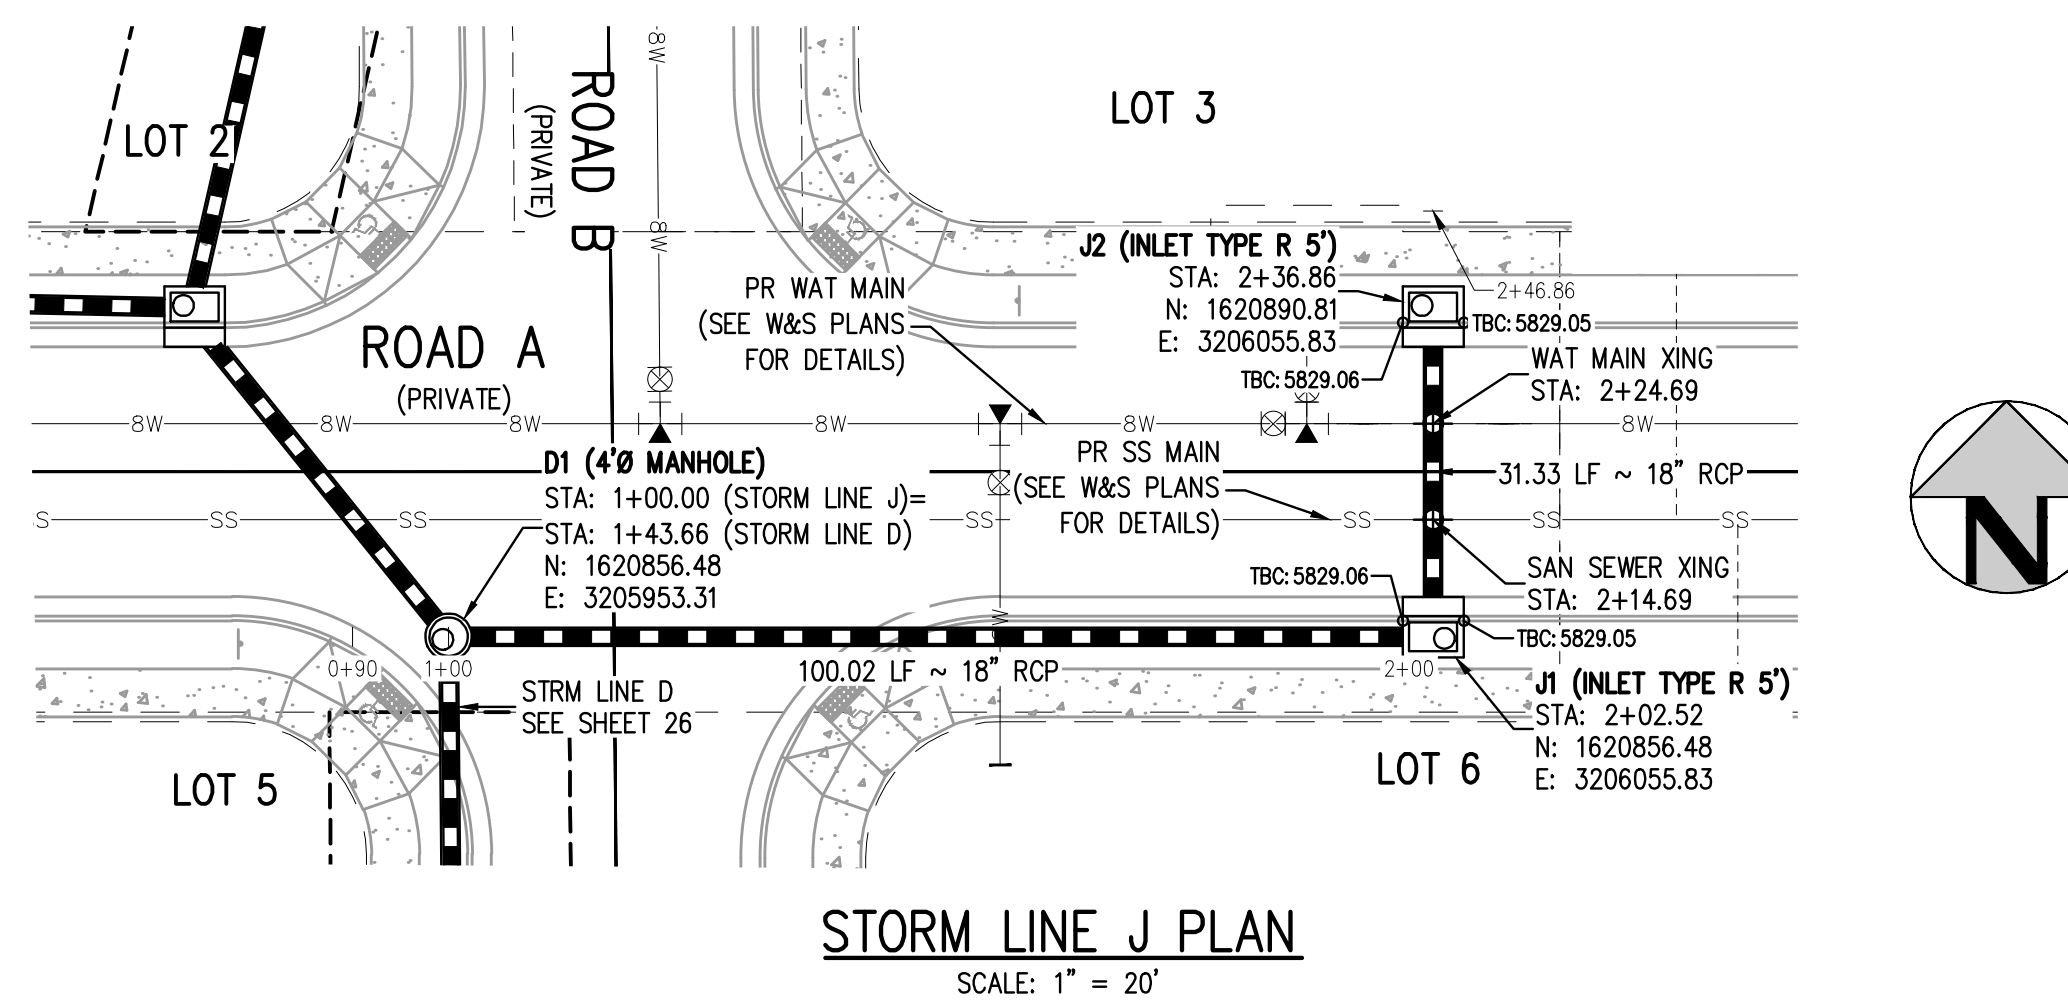 8W
ROAD B
(PRIVATE)
8W
LOT 2
LOT 3
J2 (INLET TYPE R 5')
STA: 2+36.86
N: 1620890.81
E: 3206055.83
2+46.86
TBC: 5829.05
TBC: 5829.06
PR WAT MAIN
(SEE W&S PLANS
FOR DETAILS)
ROAD A
(PRIVATE)
WAT MAIN XING
STA: 2+24.69
8W
8W
8W
8W
8W
8W
D1 (4'Ø MANHOLE)
STA: 1+00.00 (STORM LINE J)=
STA: 1+43.66 (STORM LINE D)
N: 1620856.48
E: 3205953.31
PR SS MAIN
(SEE W&S PLANS
FOR DETAILS)
31.33 LF ~ 18" RCP
SS
SS
SS
SS
SS
SS
SS
SAN SEWER XING
STA: 2+14.69
TBC: 5829.06
TBC: 5829.05
W
0+90
1+00
100.02 LF ~ 18" RCP
2+00
STRM LINE D
SEE SHEET 26
J1 (INLET TYPE R 5')
STA: 2+02.52
N: 1620856.48
E: 3206055.83
LOT 5
LOT 6
N
STORM LINE J PLAN
SCALE: 1" = 20'